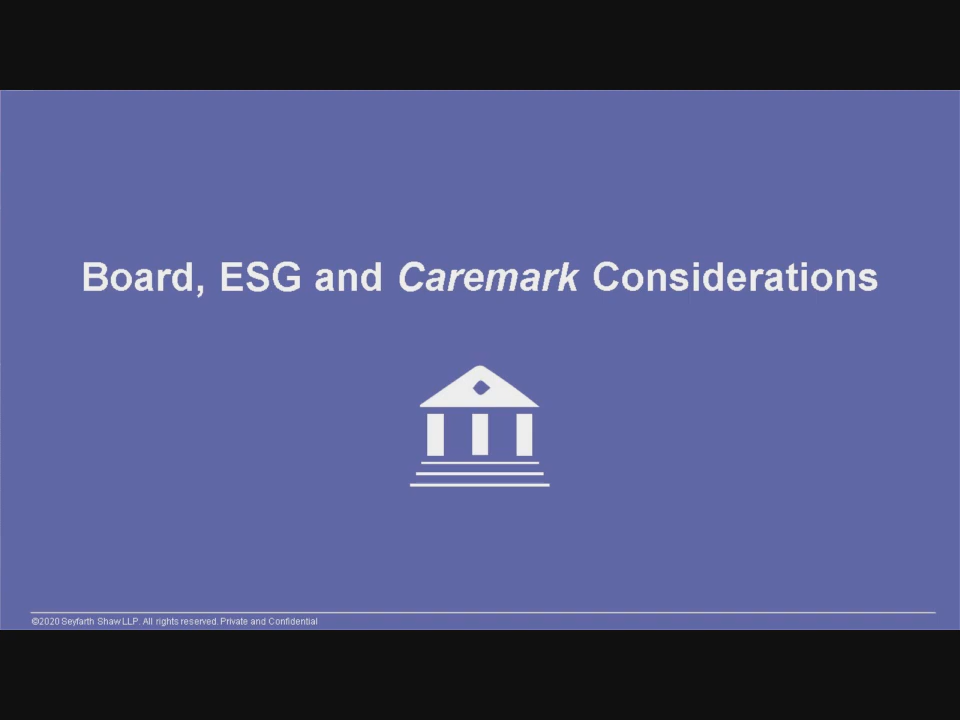 Board, ESG and Caremark Considerations
©2020 Seyfarth Shaw LLP. All rights reserved. Private and Confidential